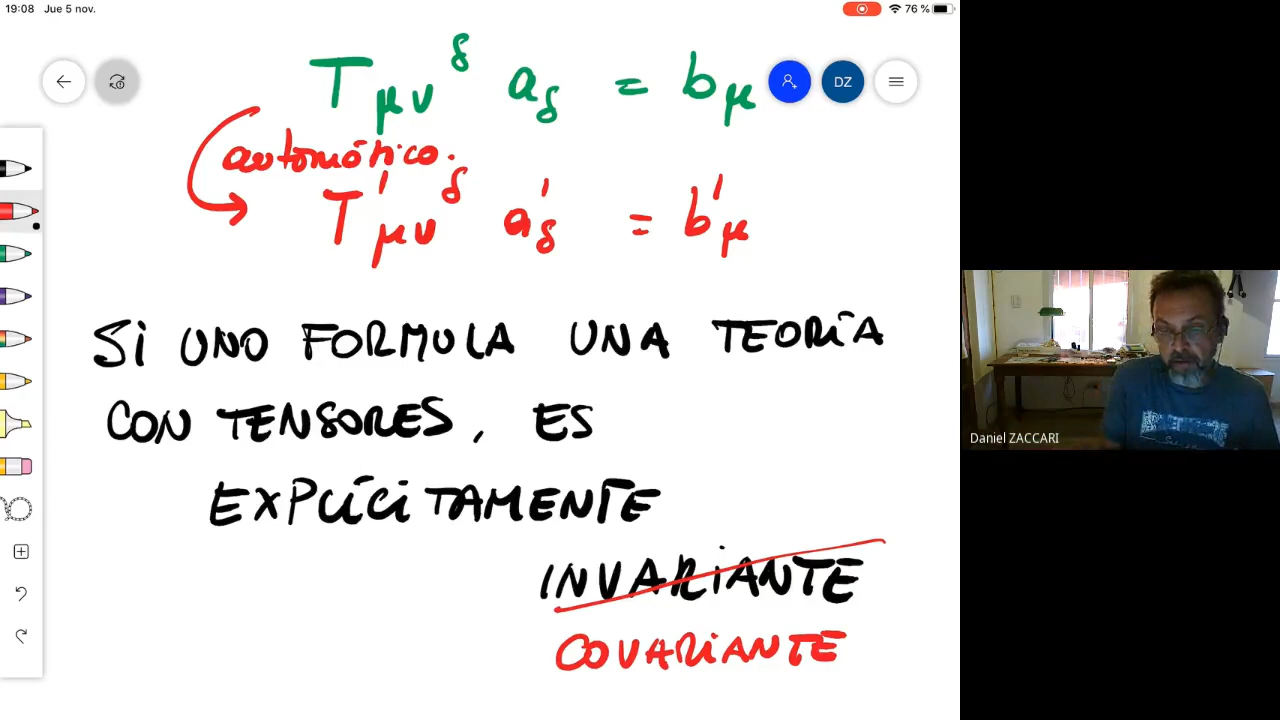 19:08 Jue 5 nov.
76 %
T μν ᵟ a_δ = b_μ
DZ
automático.
T' μν ᵟ a'_δ = b'_μ
SI UNO FORMULA UNA TEORÍA
CON TENSORES, ES
EXPLÍCITAMENTE
INVARIANTE
COVARIANTE
Daniel ZACCARI